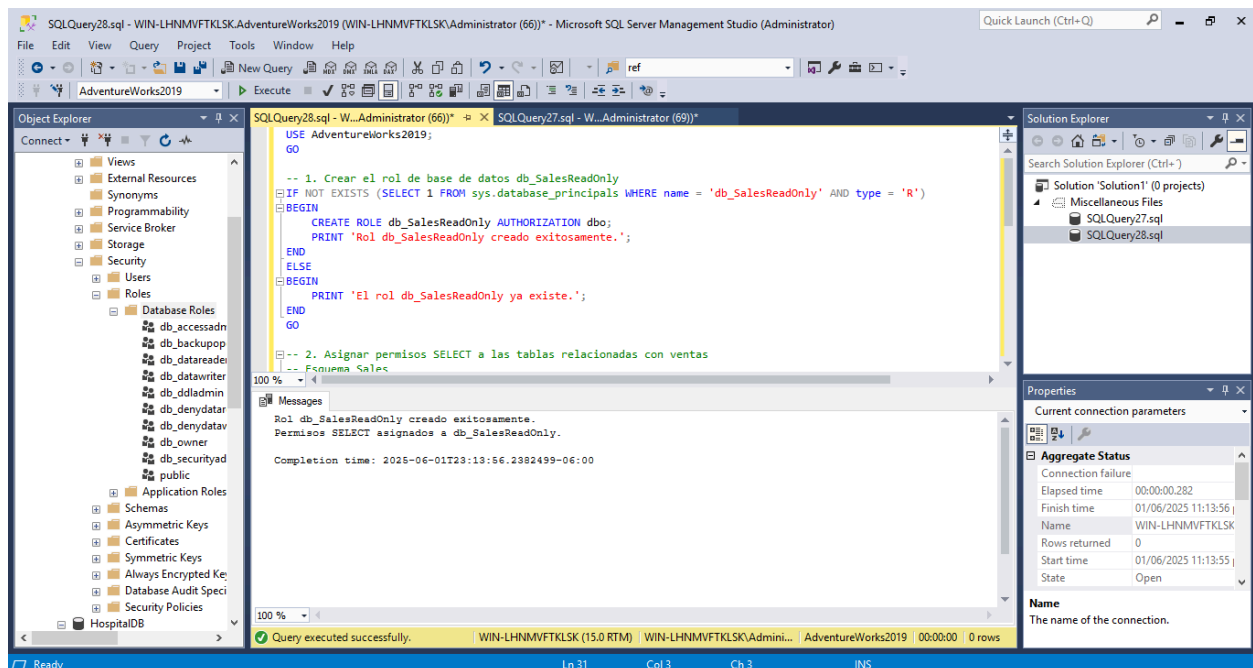 SQLQuery28.sql - WIN-LHNMVFTKLSK.AdventureWorks2019 (WIN-LHNMVFTKLSK\Administrator (66))* - Microsoft SQL Server Management Studio (Administrator)
Quick Launch (Ctrl+Q)
File Edit View Query Project Tools Window Help
New Query MDX DMX XMLA DAX ref
AdventureWorks2019 Execute
Object Explorer
Connect
Views
External Resources
Synonyms
Programmability
Service Broker
Storage
Security
Users
Roles
Database Roles
db_accessadm
db_backupop
db_datareader
db_datawriter
db_ddladmin
db_denydatar
db_denydataw
db_owner
db_securityad
public
Application Roles
Schemas
Asymmetric Keys
Certificates
Symmetric Keys
Always Encrypted Key
Database Audit Speci
Security Policies
HospitalDB
SQLQuery28.sql - W...Administrator (66))* SQLQuery27.sql - W...Administrator (69))*
USE AdventureWorks2019;
GO
-- 1. Crear el rol de base de datos db_SalesReadOnly
IF NOT EXISTS (SELECT 1 FROM sys.database_principals WHERE name = 'db_SalesReadOnly' AND type = 'R')
BEGIN
CREATE ROLE db_SalesReadOnly AUTHORIZATION dbo;
PRINT 'Rol db_SalesReadOnly creado exitosamente.';
END
ELSE
BEGIN
PRINT 'El rol db_SalesReadOnly ya existe.';
END
GO
-- 2. Asignar permisos SELECT a las tablas relacionadas con ventas
-- Esquema Sales
100 %
Messages
Rol db_SalesReadOnly creado exitosamente.
Permisos SELECT asignados a db_SalesReadOnly.
Completion time: 2025-06-01T23:13:56.2382499-06:00
100 %
Query executed successfully. WIN-LHNMVFTKLSK (15.0 RTM) WIN-LHNMVFTKLSK\Admini... AdventureWorks2019 00:00:00 0 rows
Solution Explorer
Search Solution Explorer (Ctrl+´)
Solution 'Solution1' (0 projects)
Miscellaneous Files
SQLQuery27.sql
SQLQuery28.sql
Properties
Current connection parameters
Aggregate Status
Connection failure
Elapsed time 00:00:00.282
Finish time 01/06/2025 11:13:56
Name WIN-LHNMVFTKLSK
Rows returned 0
Start time 01/06/2025 11:13:55
State Open
Name
The name of the connection.
Ready Ln 31 Col 3 Ch 3 INS